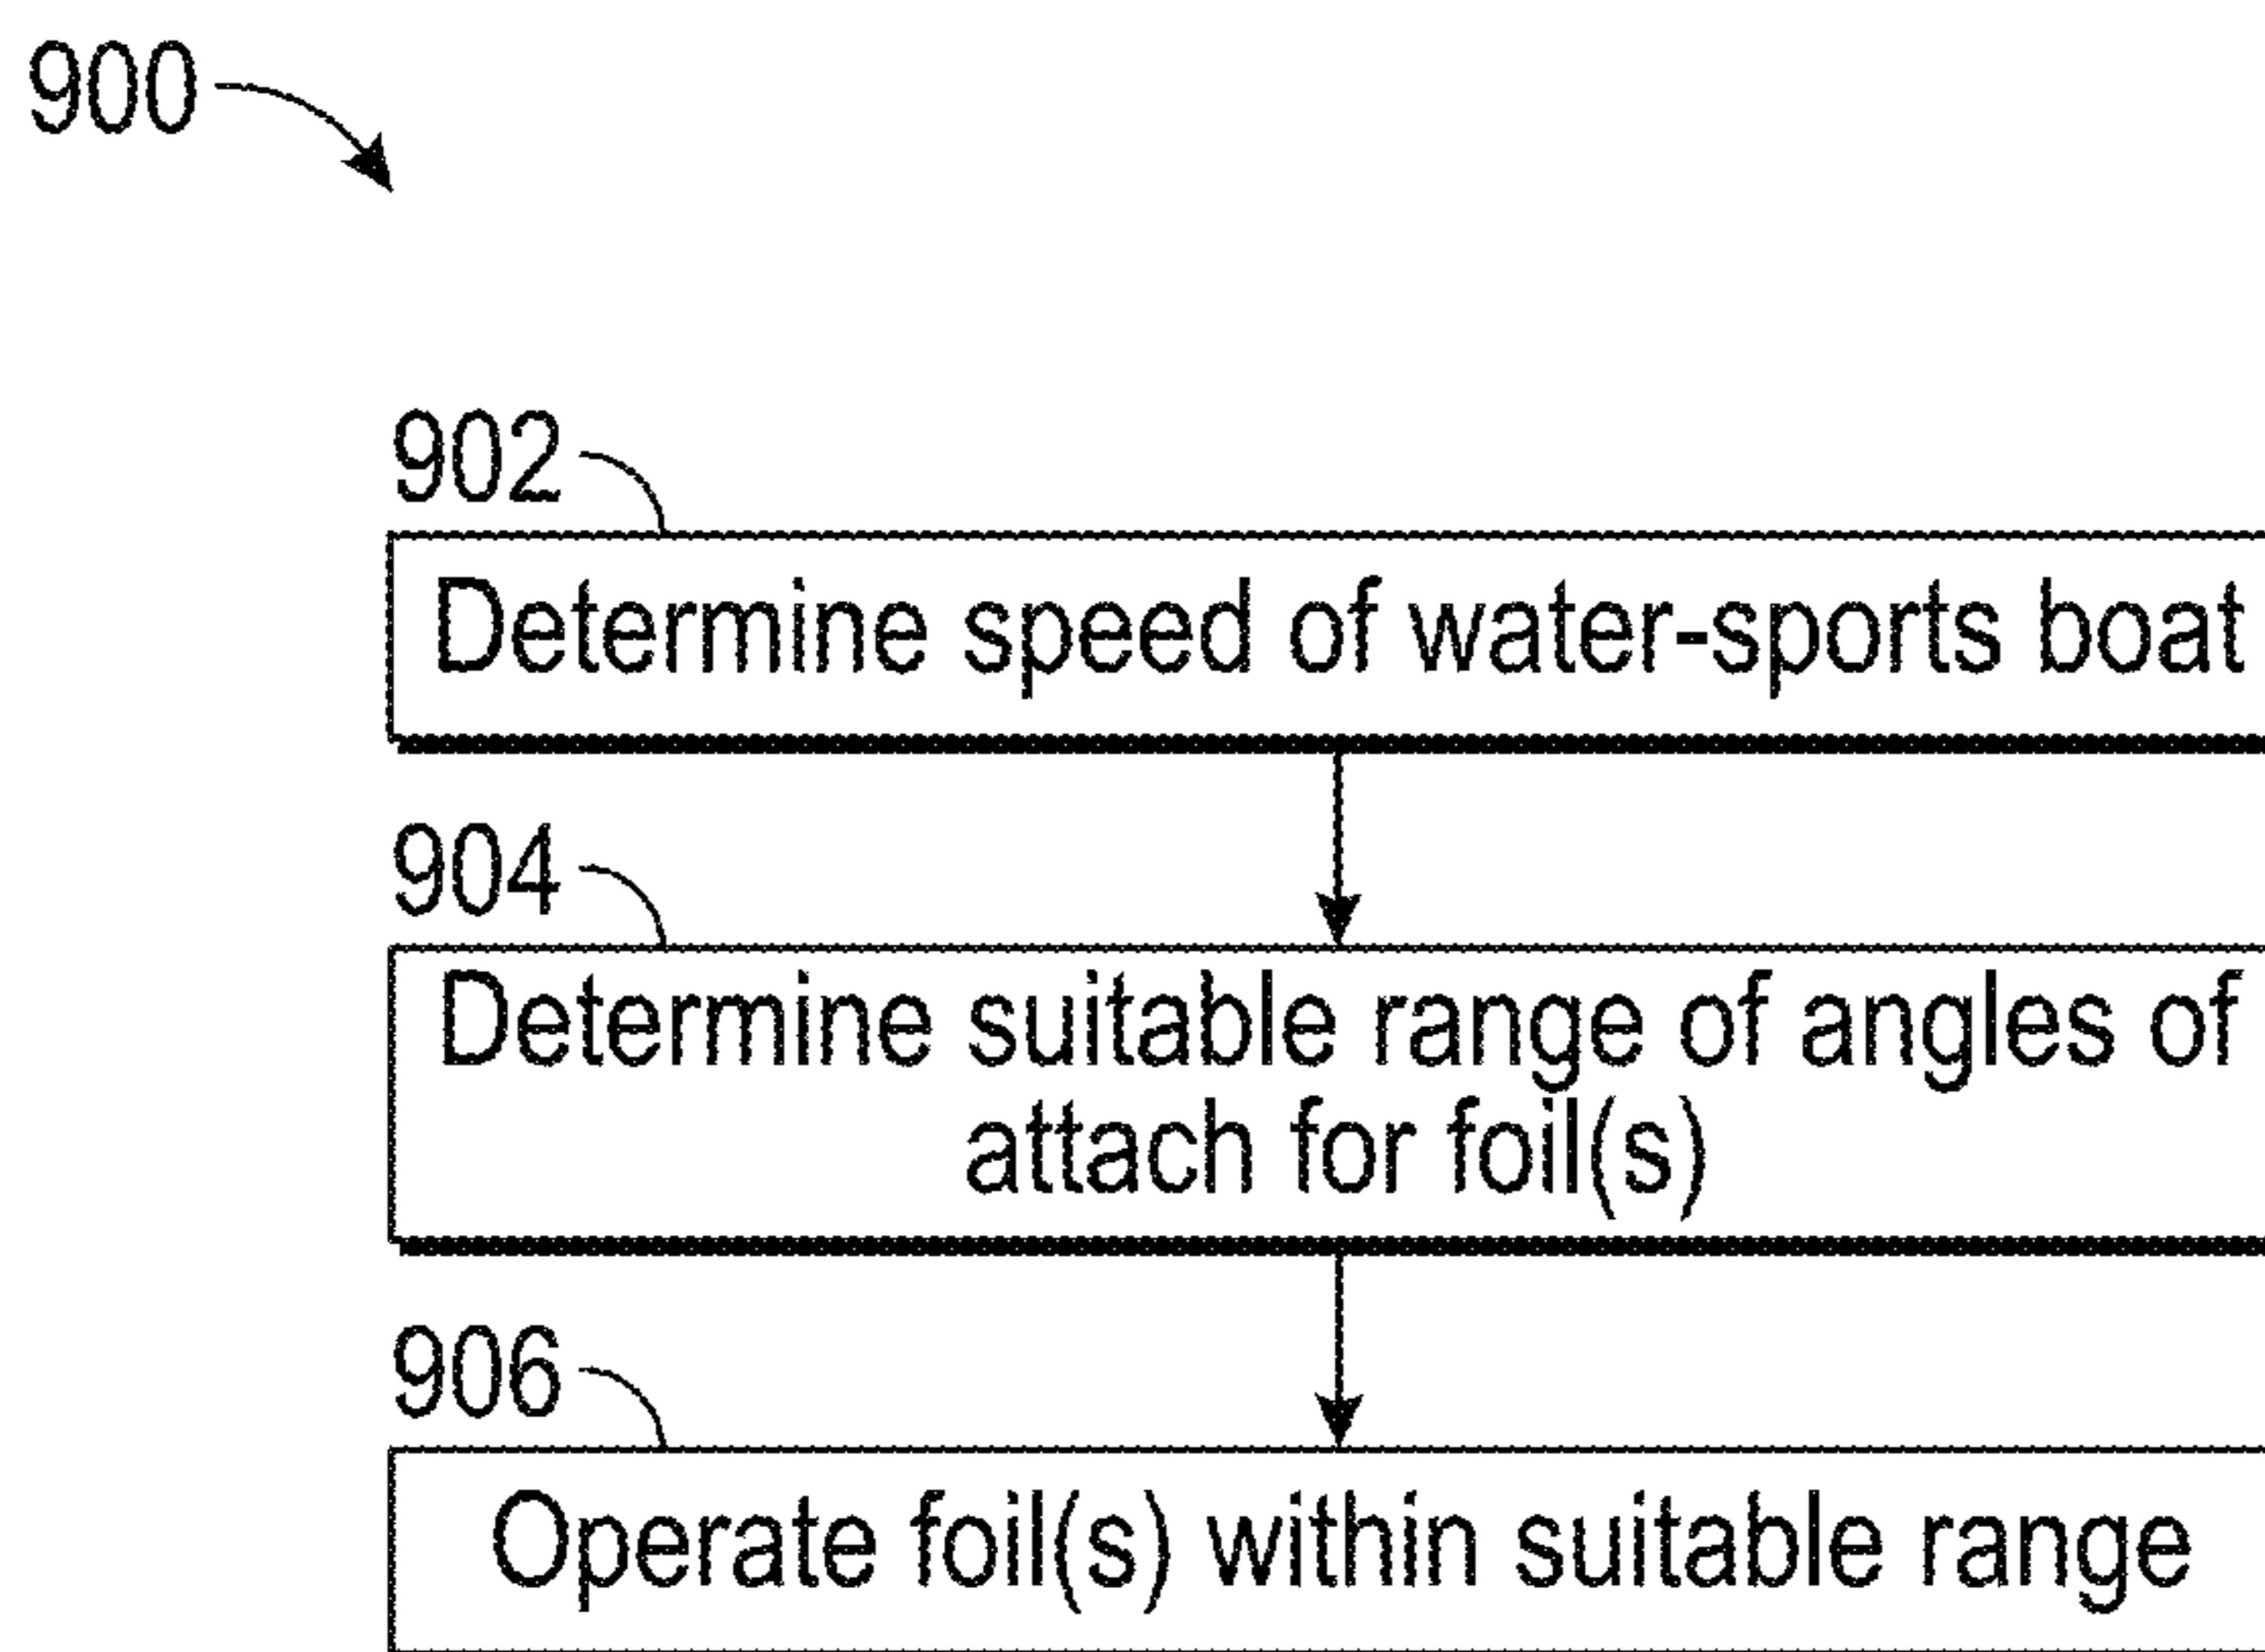 900
902
Determine speed of water-sports boat
904
Determine suitable range of angles of
attach for foil(s)
906
Operate foil(s) within suitable range